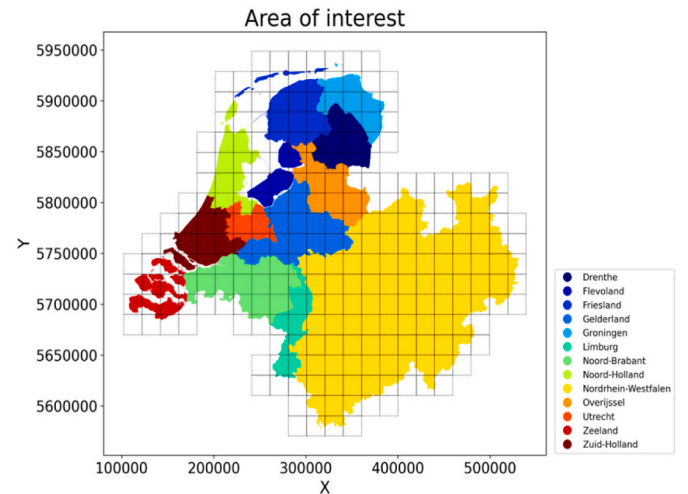 Area of interest
5950000
5900000
5850000
5800000
5750000
5700000
5650000
5600000
Y
100000 200000 300000 400000 500000
X
Drenthe
Flevoland
Friesland
Gelderland
Groningen
Limburg
Noord-Brabant
Noord-Holland
Nordrhein-Westfalen
Overijssel
Utrecht
Zeeland
Zuid-Holland